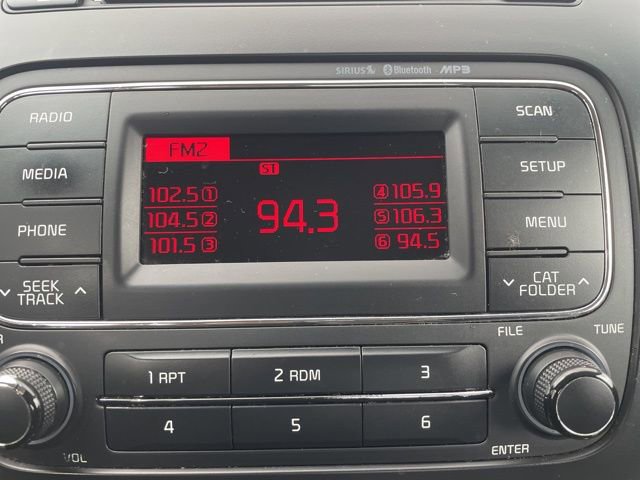 SIRIUS Bluetooth MP3
RADIO
MEDIA
PHONE
SEEK
TRACK
FM2
ST
102.5 1
104.5 2
101.5 3
94.3
4 105.9
5 106.3
6 94.5
SCAN
SETUP
MENU
CAT
FOLDER
FILE
TUNE
1 RPT
2 RDM
3
4
5
6
VOL
ENTER